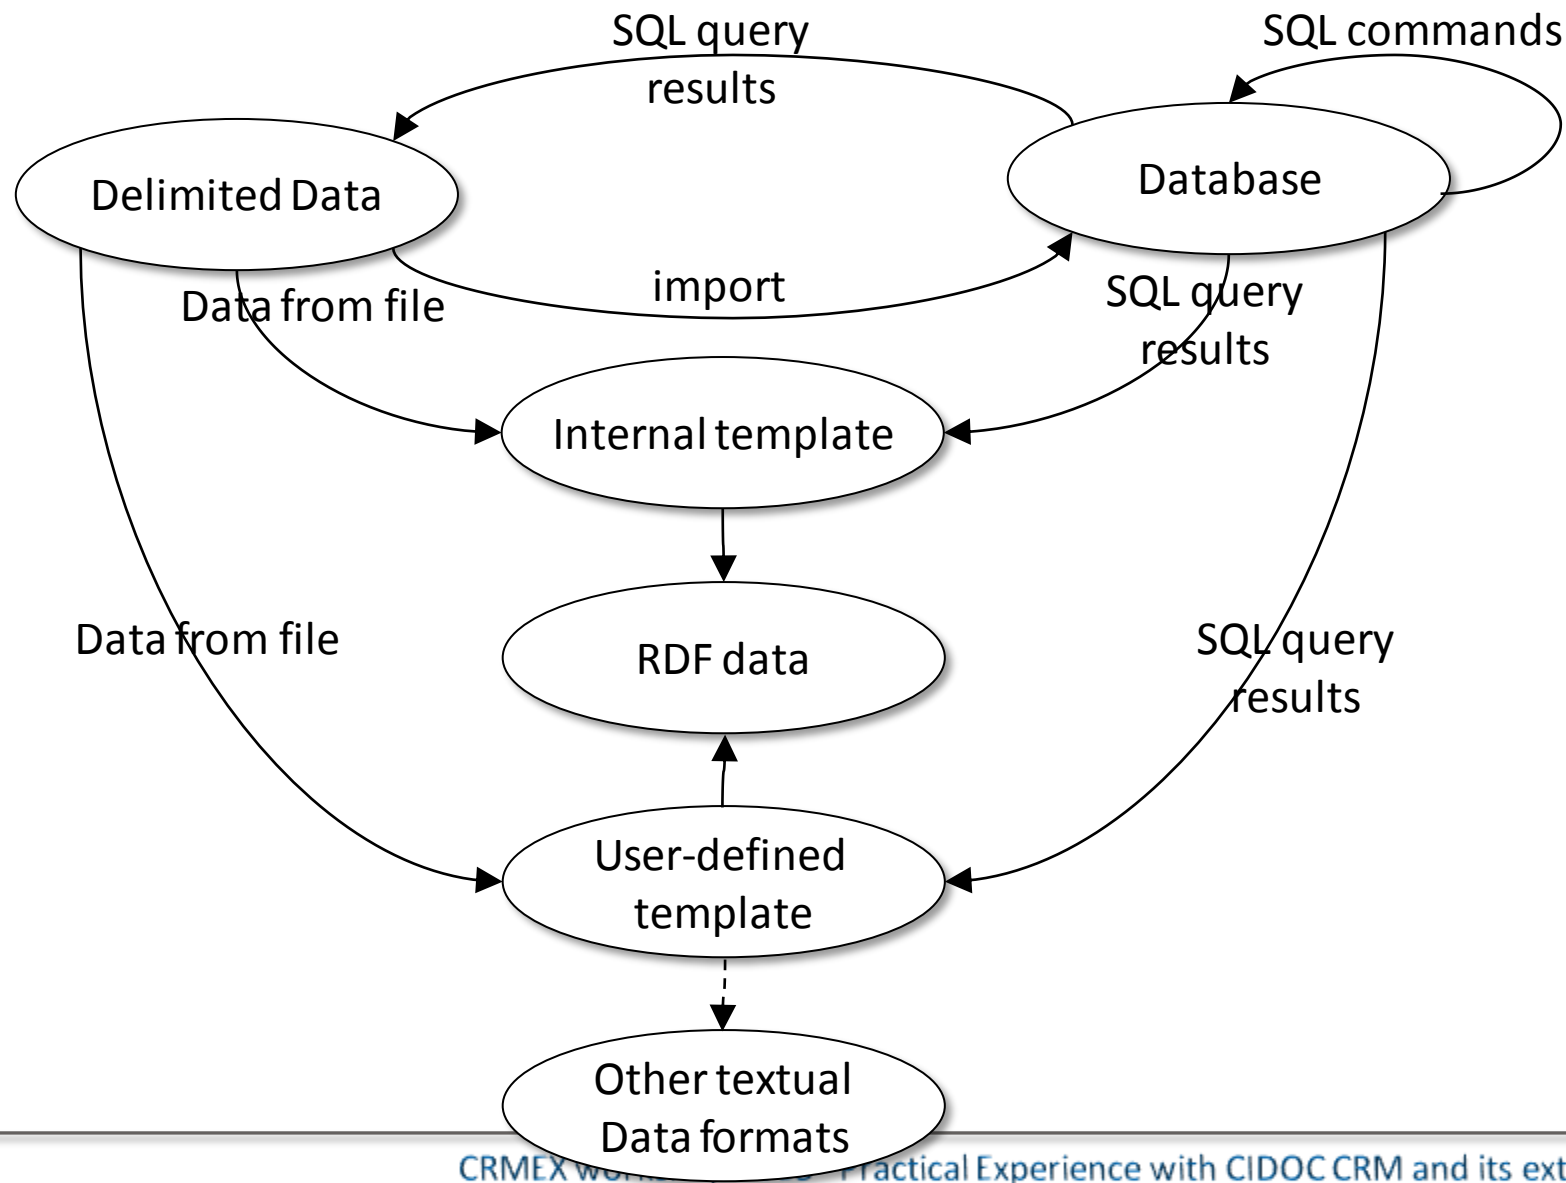 SQL query
results
SQL commands
Delimited Data
Database
import
Data from file
SQL query
results
Internal template
RDF data
Data from file
SQL query
results
User-defined
template
Other textual
Data formats
CRMEX Practical Experience with CIDOC CRM and its ext